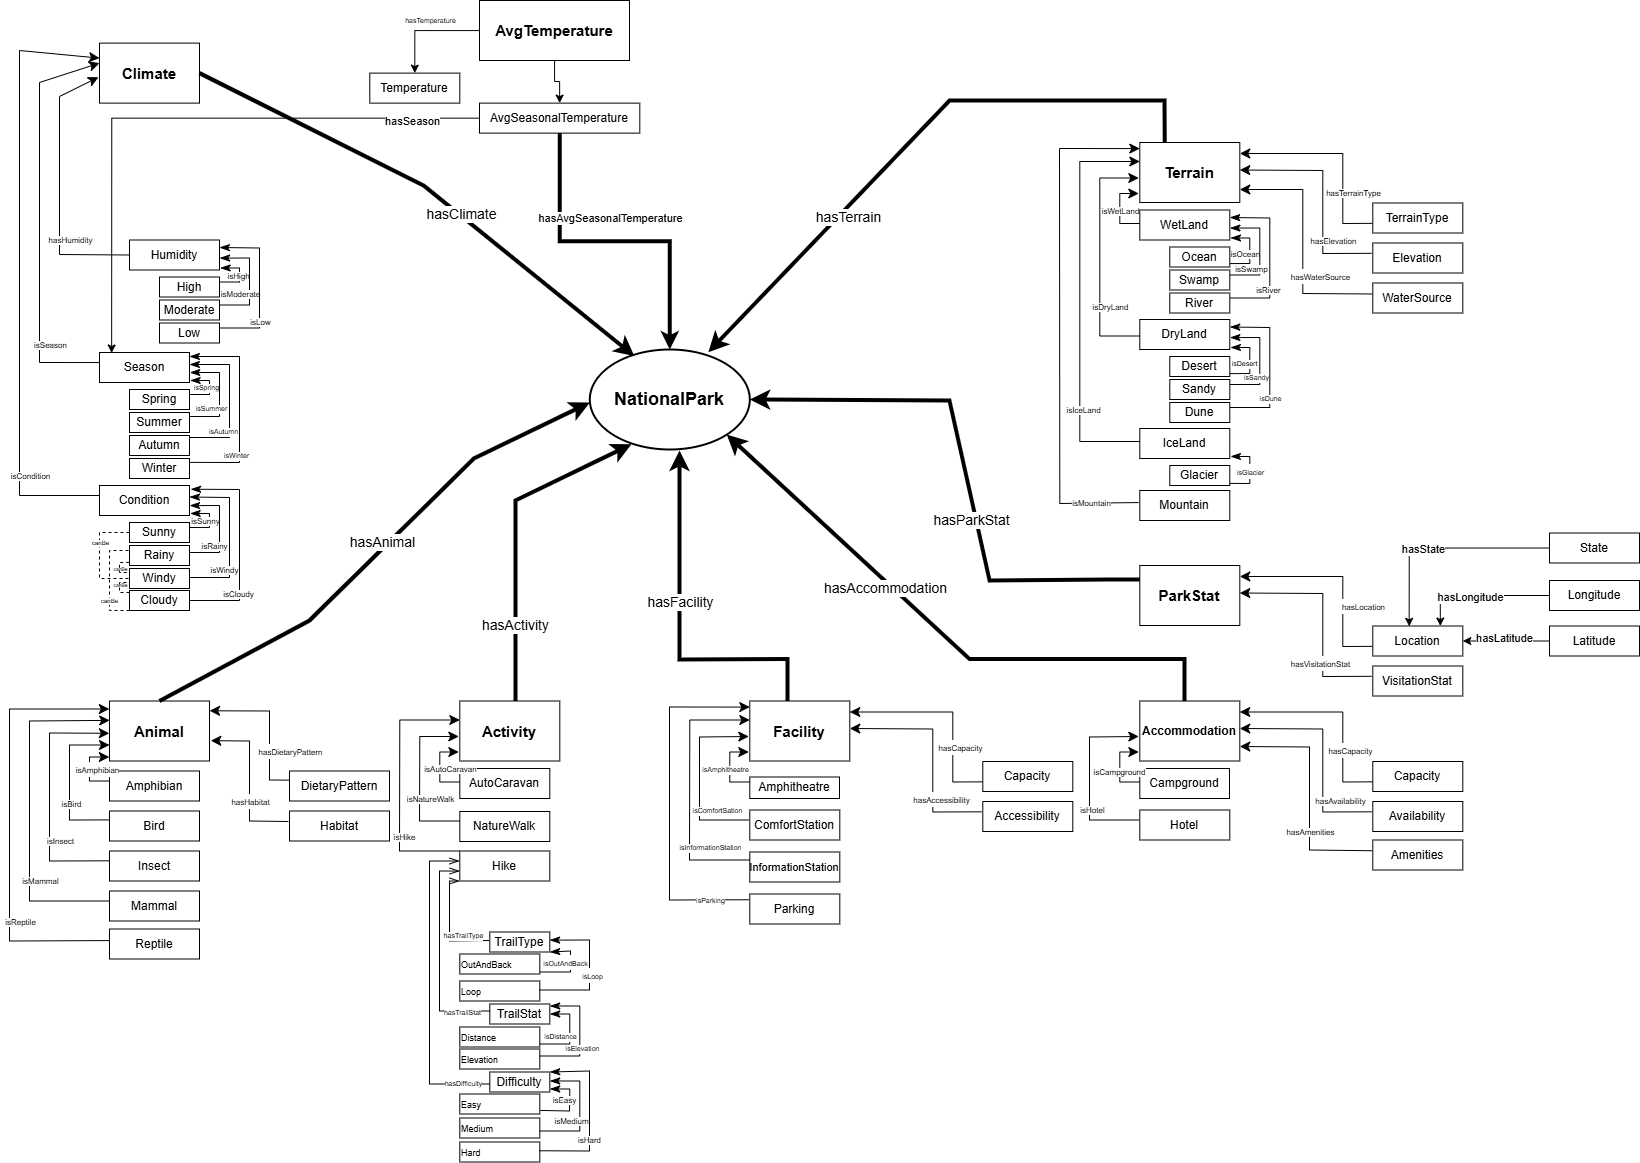 hasTemperature
AvgTemperature
Climate
Temperature
AvgSeasonalTemperature
hasSeason
hasClimate
hasAvgSeasonalTemperature
hasTerrain
Terrain
hasTerrainType
TerrainType
isWetLand
WetLand
hasElevation
Elevation
Ocean
isOcean
Swamp
isSwamp
hasWaterSource
WaterSource
River
isRiver
isDryLand
DryLand
Desert
isDesert
Sandy
isSandy
Dune
isDune
isIceLand
IceLand
Glacier
isGlacier
isMountain
Mountain
hasHumidity
Humidity
High
isHigh
Moderate
isModerate
Low
isLow
isSeason
Season
Spring
isSpring
Summer
isSummer
Autumn
isAutumn
Winter
isWinter
isCondition
Condition
Sunny
isSunny
Rainy
isRainy
Windy
isWindy
Cloudy
isCloudy
canBe
canBe
canBe
canBe
NationalPark
hasAnimal
hasActivity
hasFacility
hasAccommodation
hasParkStat
ParkStat
hasState
State
hasLongitude
Longitude
hasLocation
Location
hasLatitude
Latitude
hasVisitationStat
VisitationStat
Animal
isAmphibian
Amphibian
isBird
Bird
isInsect
Insect
isMammal
Mammal
isReptile
Reptile
hasDietaryPattern
DietaryPattern
hasHabitat
Habitat
Activity
isAutoCaravan
AutoCaravan
isNatureWalk
NatureWalk
isHike
Hike
hasTrailType
TrailType
OutAndBack
isOutAndBack
Loop
isLoop
hasTrailStat
TrailStat
Distance
isDistance
Elevation
isElevation
hasDifficulty
Difficulty
Easy
isEasy
Medium
isMedium
Hard
isHard
Facility
isAmphitheatre
Amphitheatre
isComfortSation
ComfortStation
isInformationStation
InformationStation
isParking
Parking
hasCapacity
Capacity
hasAccessibility
Accessibility
Accommodation
isCampground
Campground
isHotel
Hotel
hasCapacity
Capacity
hasAvailability
Availability
hasAmenities
Amenities